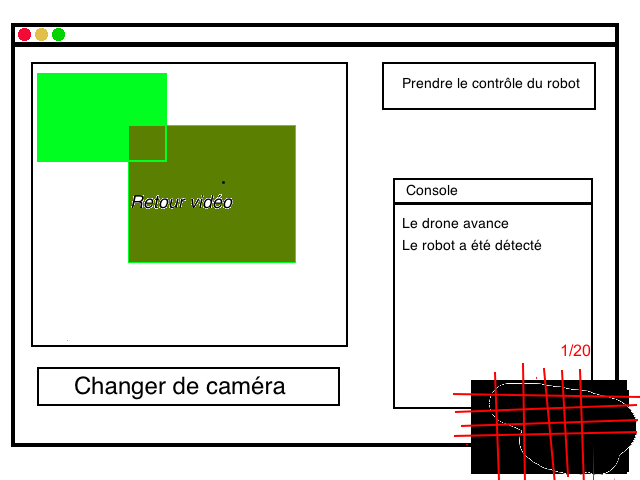 Prendre le contrôle du robot
Retour vidéo
Console
Le drone avance
Le robot a été détecté
1/20
Changer de caméra